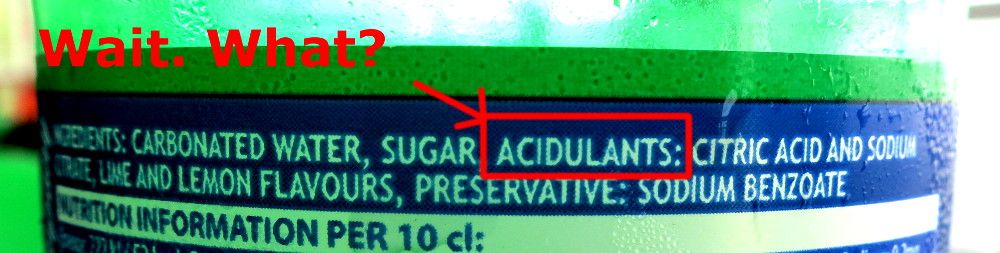 Wait. What?
INGREDIENTS: CARBONATED WATER, SUGAR, ACIDULANTS: CITRIC ACID AND SODIUM
CITRATE, LIME AND LEMON FLAVOURS, PRESERVATIVE: SODIUM BENZOATE
NUTRITION INFORMATION PER 10 cl: